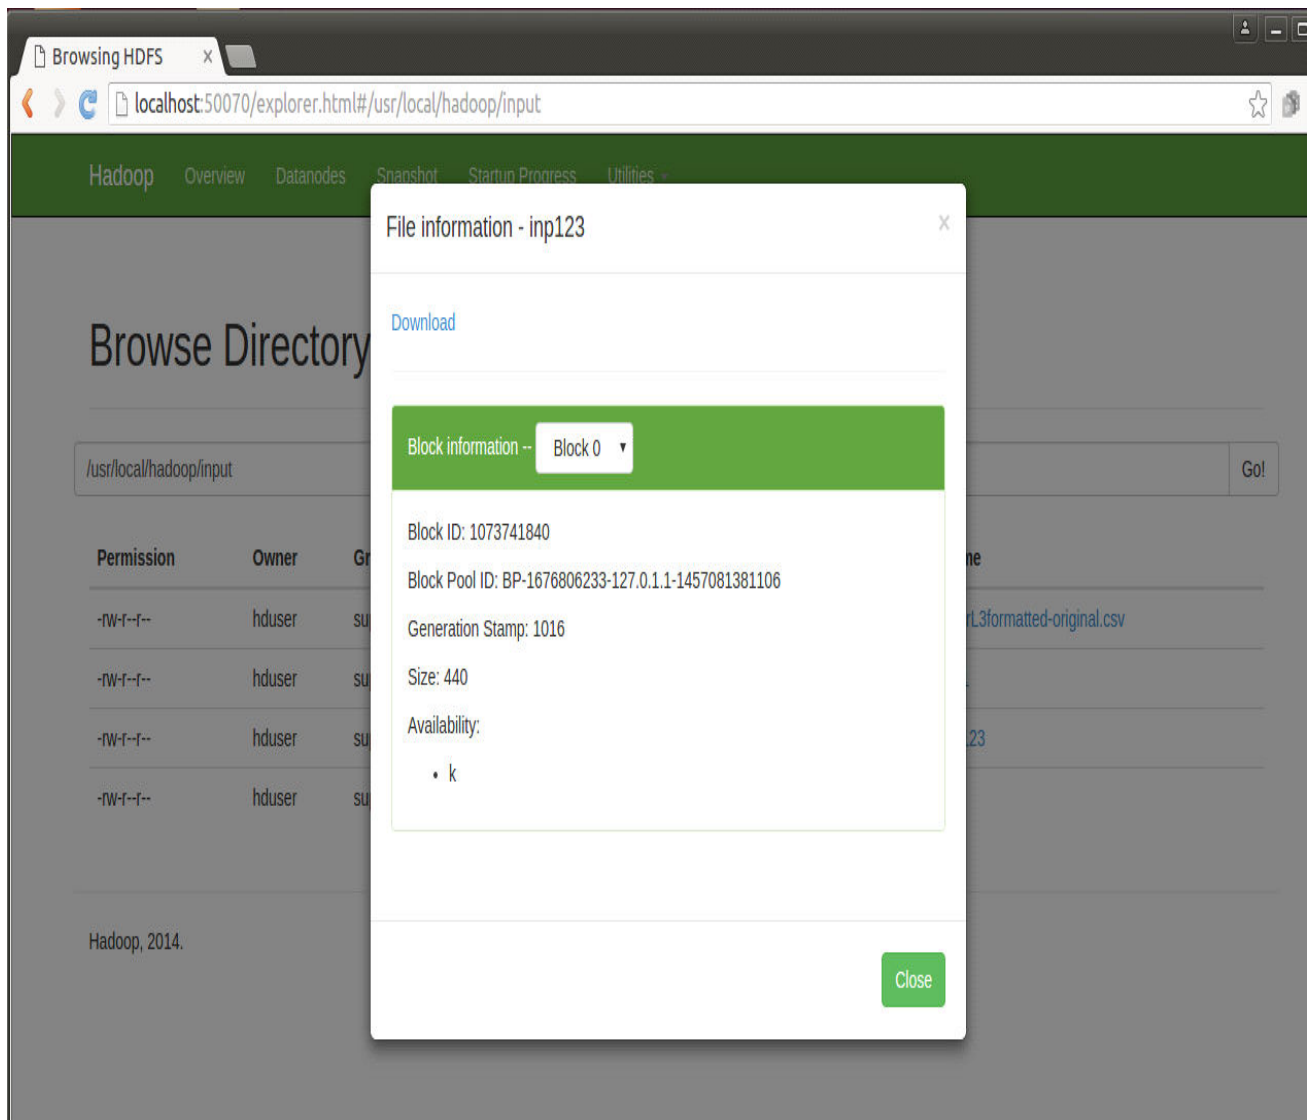 Browsing HDFS
localhost:50070/explorer.html#/usr/local/hadoop/input
Hadoop Overview Datanodes Snapshot Startup Progress Utilities
File information - inp123
Download
Browse Directory
Block information -- Block 0
/usr/local/hadoop/input Go!
Block ID: 1073741840
Permission Owner
Block Pool ID: BP-1676806233-127.0.1.1-1457081381106
-rw-r--r-- hduser
Generation Stamp: 1016
Size: 440
-rw-r--r-- hduser
Availability:
-rw-r--r-- hduser
• k
-rw-r--r-- hduser
Hadoop, 2014.
Close